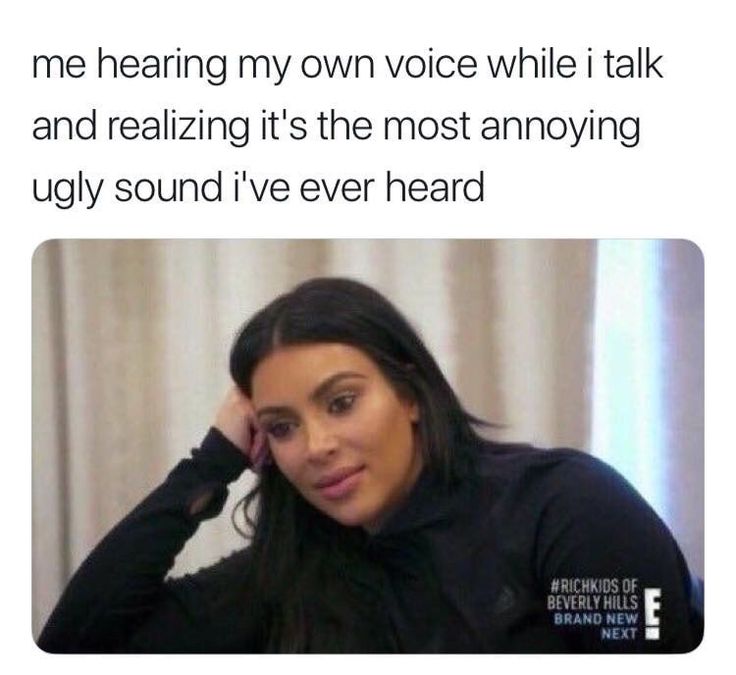 me hearing my own voice while i talk
and realizing it's the most annoying
ugly sound i've ever heard
#RICHKIDS OF
BEVERLY HILLS
BRAND NEW
NEXT
E